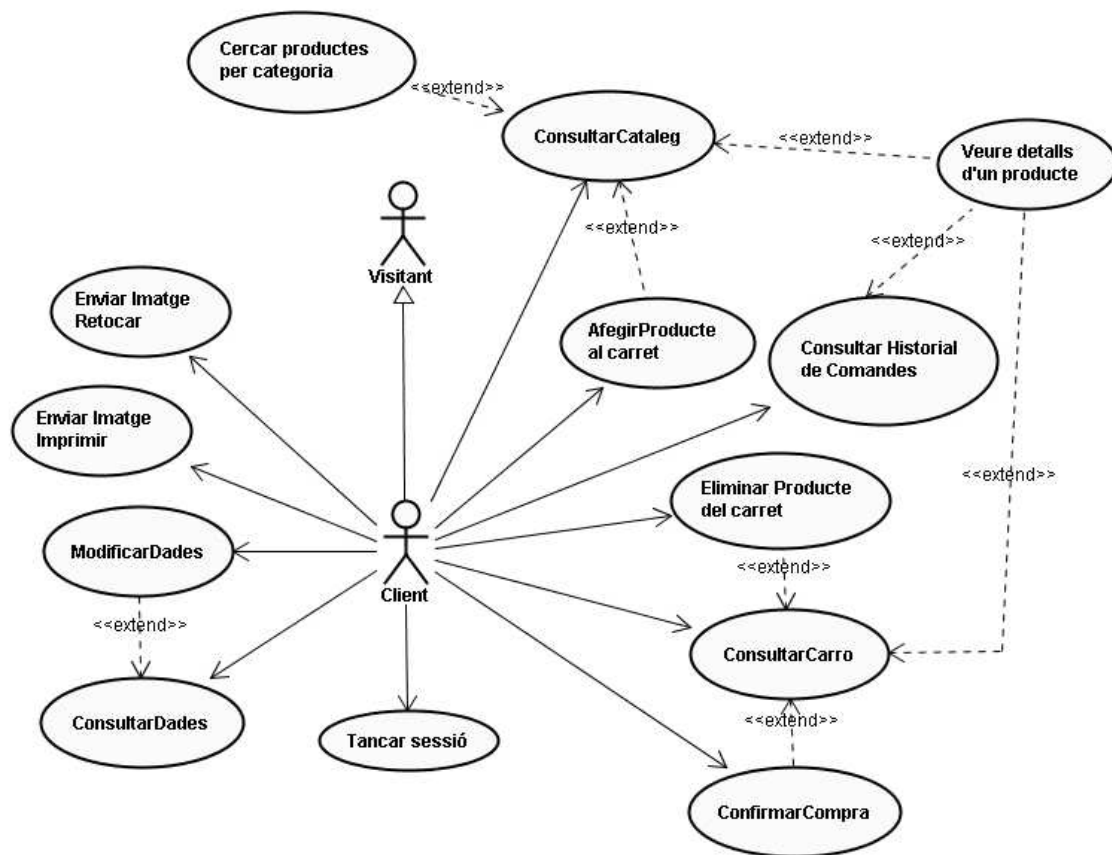 Cercar productes
per categoria
<<extend>>
ConsultarCataleg
<<extend>>
Veure detalls
d'un producte
<<extend>>
<<extend>>
Visitant
Enviar Imatge
Retocar
AfegirProducte
al carret
Consultar Historial
de Comandes
Enviar Imatge
Imprimir
<<extend>>
Eliminar Producte
del carret
ModificarDades
Client
<<extend>>
<<extend>>
ConsultarCarro
ConsultarDades
Tancar sessió
<<extend>>
ConfirmarCompra